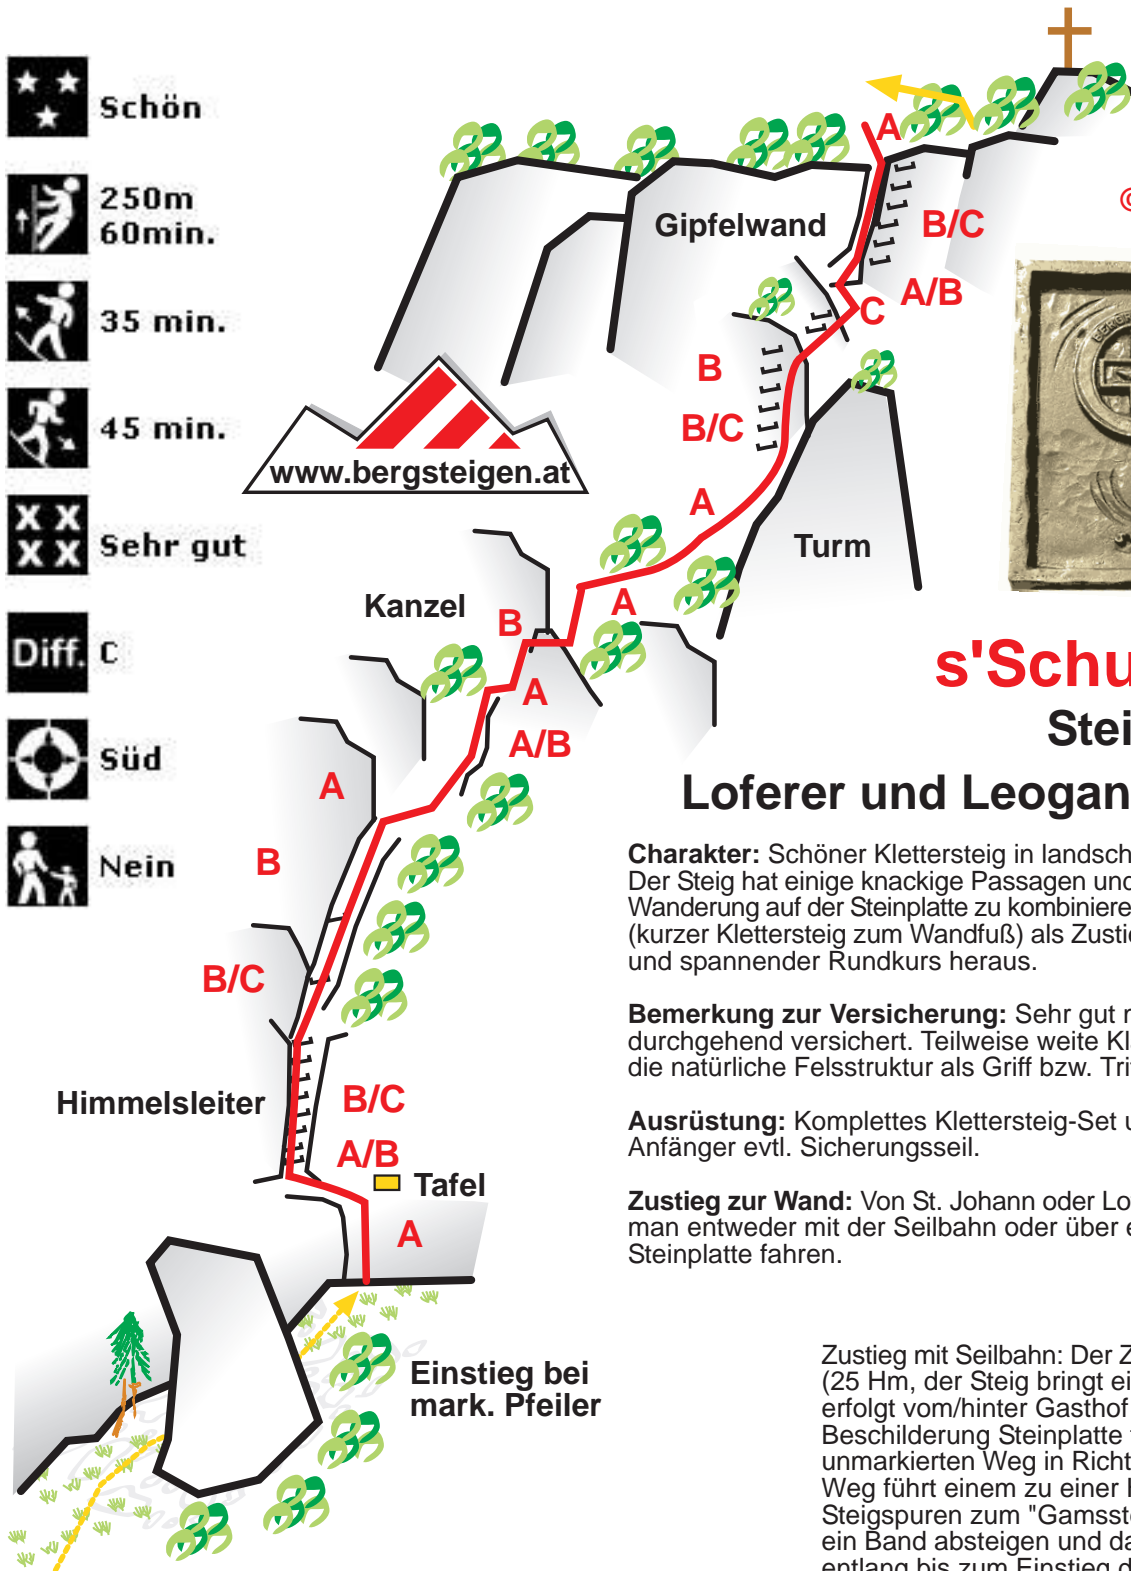 Schön
250m
60min.
35 min.
45 min.
Sehr gut
Diff. C
Süd
Nein
A
Gipfelwand
B/C
A/B
C
B
B/C
www.bergsteigen.at
A
Turm
Kanzel
A
B
A
A/B
A
B
B/C
Himmelsleiter
B/C
A/B
Tafel
A
Einstieg bei
mark. Pfeiler
©
s'Schu
Stei
Loferer und Leogan
Charakter: Schöner Klettersteig in landsch
Der Steig hat einige knackige Passagen und
Wanderung auf der Steinplatte zu kombiniere
(kurzer Klettersteig zum Wandfuß) als Zustie
und spannender Rundkurs heraus.
Bemerkung zur Versicherung: Sehr gut
durchgehend versichert. Teilweise weite Kl
die natürliche Felsstruktur als Griff bzw. Tri
Ausrüstung: Komplettes Klettersteig-Set
Anfänger evtl. Sicherungsseil.
Zustieg zur Wand: Von St. Johann oder Lo
man entweder mit der Seilbahn oder über e
Steinplatte fahren.
Zustieg mit Seilbahn: Der Z
(25 Hm, der Steig bringt ei
erfolgt vom/hinter Gasthof
Beschilderung Steinplatte
unmarkierten Weg in Richt
Weg führt einem zu einer
Steigspuren zum "Gamsste
ein Band absteigen und da
entlang bis zum Einstieg d